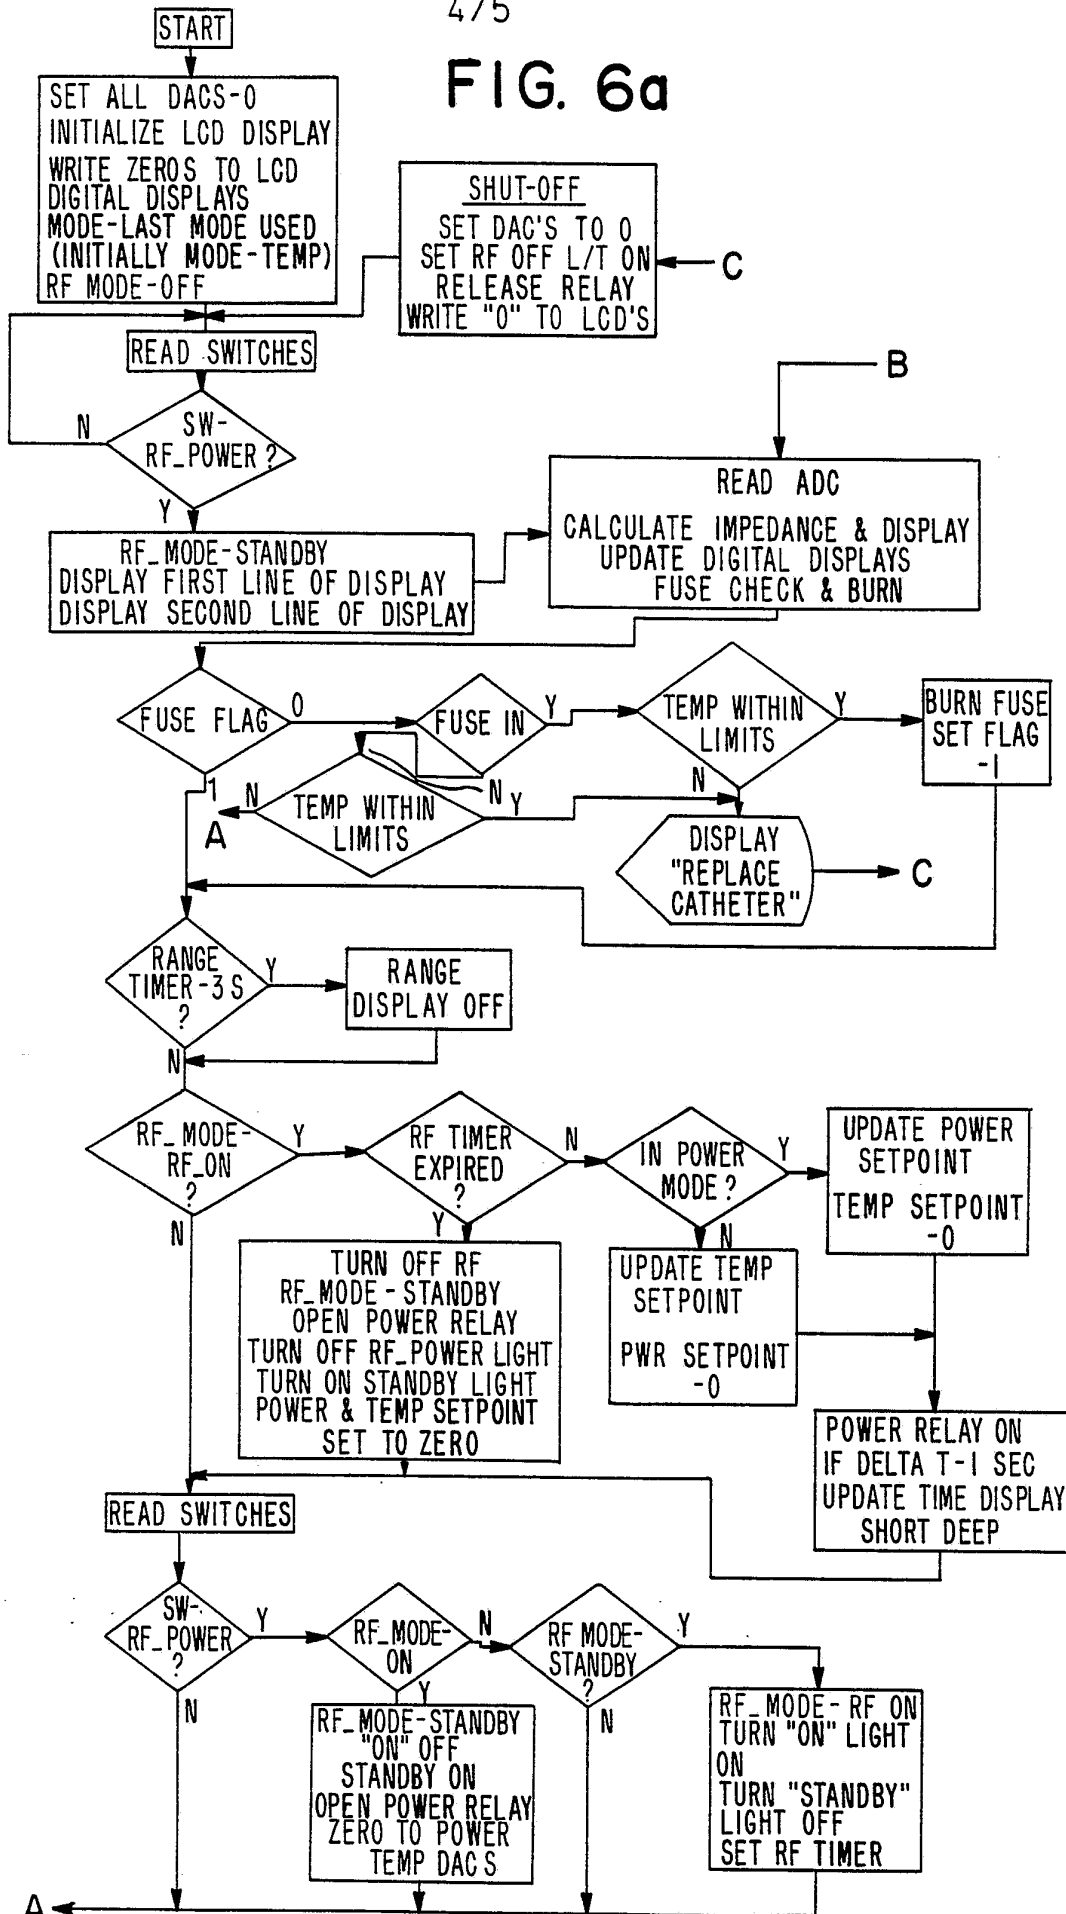 4/5
FIG. 6a
START
SET ALL DACS-0
INITIALIZE LCD DISPLAY
WRITE ZEROS TO LCD
DIGITAL DISPLAYS
MODE-LAST MODE USED
(INITIALLY MODE-TEMP)
RF MODE-OFF
SHUT-OFF
SET DAC'S TO 0
SET RF OFF L/T ON
RELEASE RELAY
WRITE "0" TO LCD'S
C
READ SWITCHES
B
SW-
RF_POWER ?
N
Y
READ ADC
CALCULATE IMPEDANCE & DISPLAY
UPDATE DIGITAL DISPLAYS
FUSE CHECK & BURN
RF_MODE-STANDBY
DISPLAY FIRST LINE OF DISPLAY
DISPLAY SECOND LINE OF DISPLAY
FUSE FLAG
0
1
FUSE IN
Y
N
TEMP WITHIN
LIMITS
Y
N
BURN FUSE
SET FLAG
-1
TEMP WITHIN
LIMITS
N
Y
A
DISPLAY
"REPLACE
CATHETER"
C
RANGE
TIMER-3 S
?
Y
N
RANGE
DISPLAY OFF
RF_MODE-
RF_ON
?
Y
N
RF TIMER
EXPIRED
?
N
Y
IN POWER
MODE ?
Y
N
UPDATE POWER
SETPOINT
TEMP SETPOINT
-0
TURN OFF RF
RF_MODE-STANDBY
OPEN POWER RELAY
TURN OFF RF_POWER LIGHT
TURN ON STANDBY LIGHT
POWER & TEMP SETPOINT
SET TO ZERO
UPDATE TEMP
SETPOINT
PWR SETPOINT
-0
POWER RELAY ON
IF DELTA T-1 SEC
UPDATE TIME DISPLAY
SHORT DEEP
READ SWITCHES
SW-
RF_POWER
?
Y
N
RF_MODE-
ON
N
Y
RF MODE-
STANDBY
?
Y
N
RF_MODE-STANDBY
"ON" OFF
STANDBY ON
OPEN POWER RELAY
ZERO TO POWER
TEMP DAC S
RF_MODE-RF ON
TURN "ON" LIGHT
ON
TURN "STANDBY"
LIGHT OFF
SET RF TIMER
A